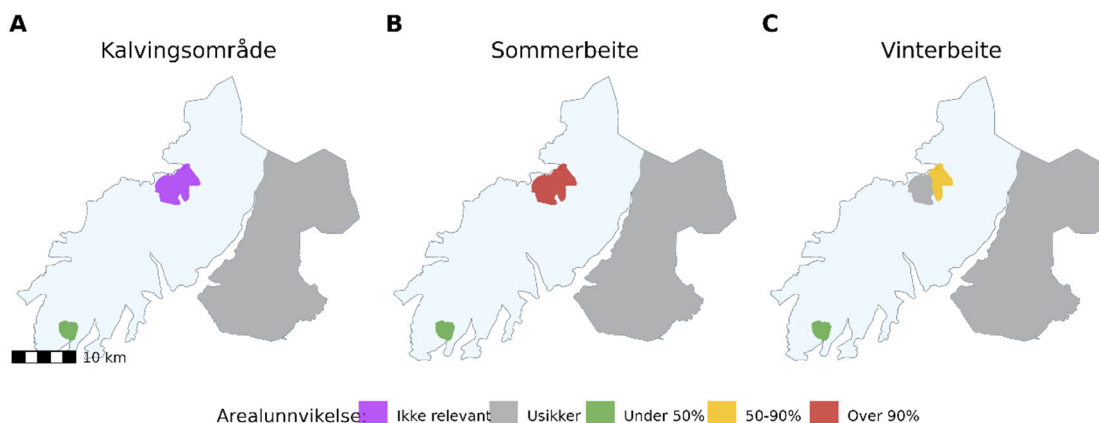 A B C
Kalvingsområde Sommerbeite Vinterbeite
10 km
Arealunnvikelse: Ikke relevant Usikker Under 50% 50-90% Over 90%